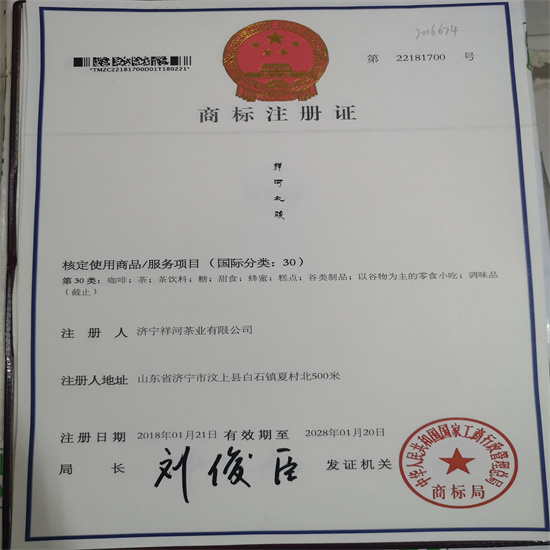 2016674
*TMZC22181700D01T180221*
第 22181700 号
商标注册证
祥
河
核定使用商品/服务项目（国际分类：30）
第30类：咖啡；茶；茶饮料；糖；甜食；蜂蜜；糕点；谷类制品；以谷物为主的零食小吃；调味品
（截止）
注 册 人 济宁祥河茶业有限公司
注册人地址 山东省济宁市汶上县白石镇夏村北500米
注册日期 2018年01月21日 有效期至 2028年01月20日
局 长 刘俊臣 发证机关
中华人民共和国国家工商行政管理总局
商标局